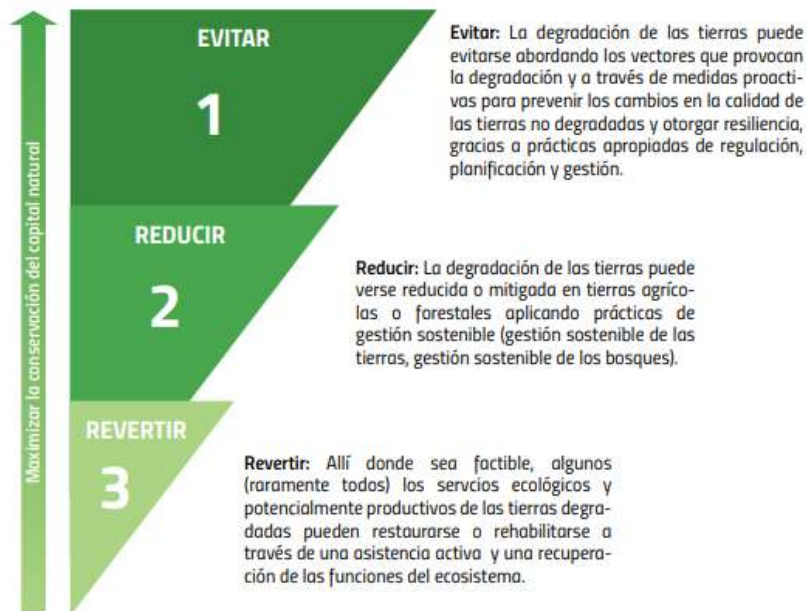 Maximizar la conservación del capital natural
EVITAR
1
Evitar: La degradación de las tierras puede
evitarse abordando los vectores que provocan
la degradación y a través de medidas proacti-
vas para prevenir los cambios en la calidad de
las tierras no degradadas y otorgar resiliencia,
gracias a prácticas apropiadas de regulación,
planificación y gestión.
REDUCIR
2
Reducir: La degradación de las tierras puede
verse reducida o mitigada en tierras agríco-
las o forestales aplicando prácticas de
gestión sostenible (gestión sostenible de las
tierras, gestión sostenible de los bosques).
REVERTIR
3
Revertir: Allí donde sea factible, algunos
(raramente todos) los servcios ecológicos y
potencialmente productivos de las tierras degra-
dadas pueden restaurarse o rehabilitarse a
través de una asistencia activa y una recupera-
ción de las funciones del ecosistema.